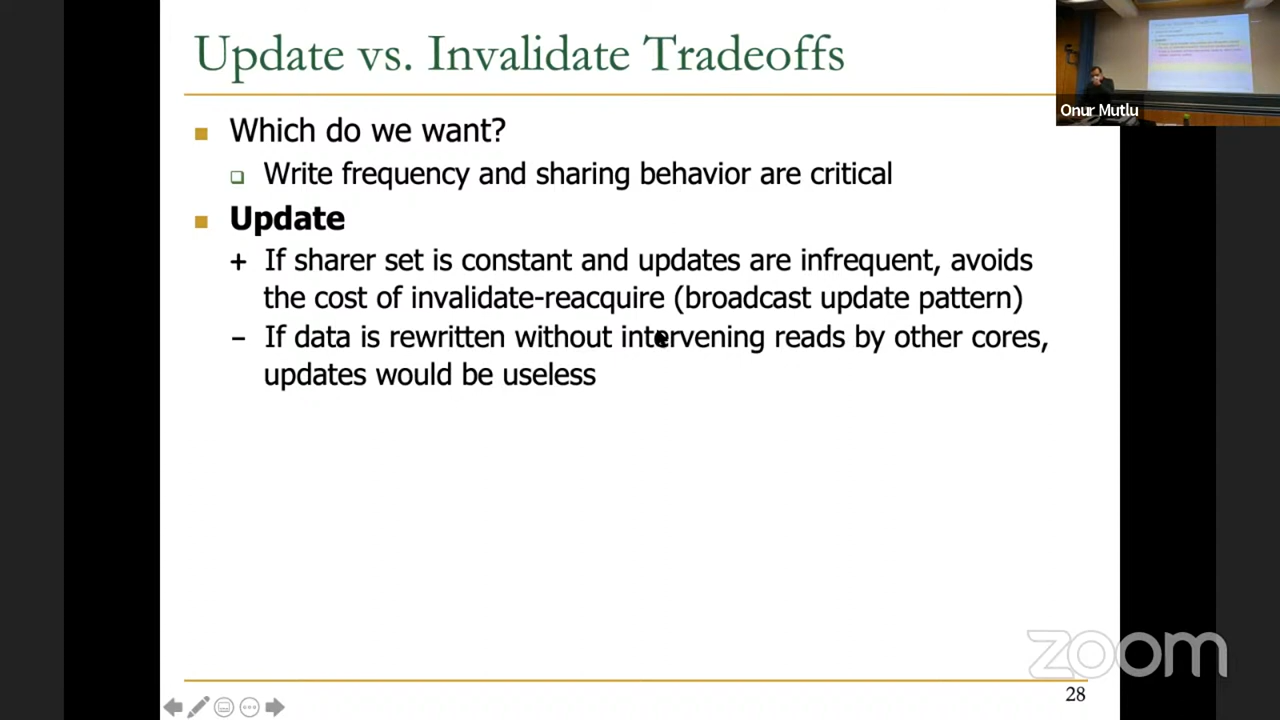 Update vs. Invalidate Tradeoffs
Onur Mutlu
Which do we want?
Write frequency and sharing behavior are critical
Update
+ If sharer set is constant and updates are infrequent, avoids
the cost of invalidate-reacquire (broadcast update pattern)
– If data is rewritten without intervening reads by other cores,
updates would be useless
zoom
28